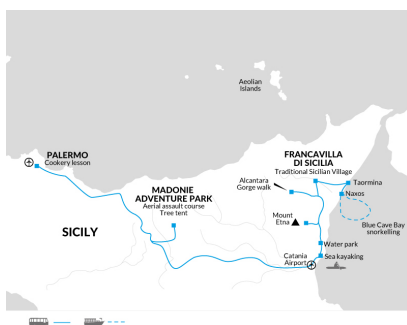 Aeolian
Islands
PALERMO
Cookery lesson
FRANCAVILLA
DI SICILIA
Traditional Sicilian Village
Alcantara
Gorge walk
Taormina
Naxos
MADONIE
ADVENTURE PARK
Aerial assault course
Tree tent
Mount
Etna
Blue Cave Bay
snorkelling
SICILY
Water park
Catania
Airport
Sea kayaking